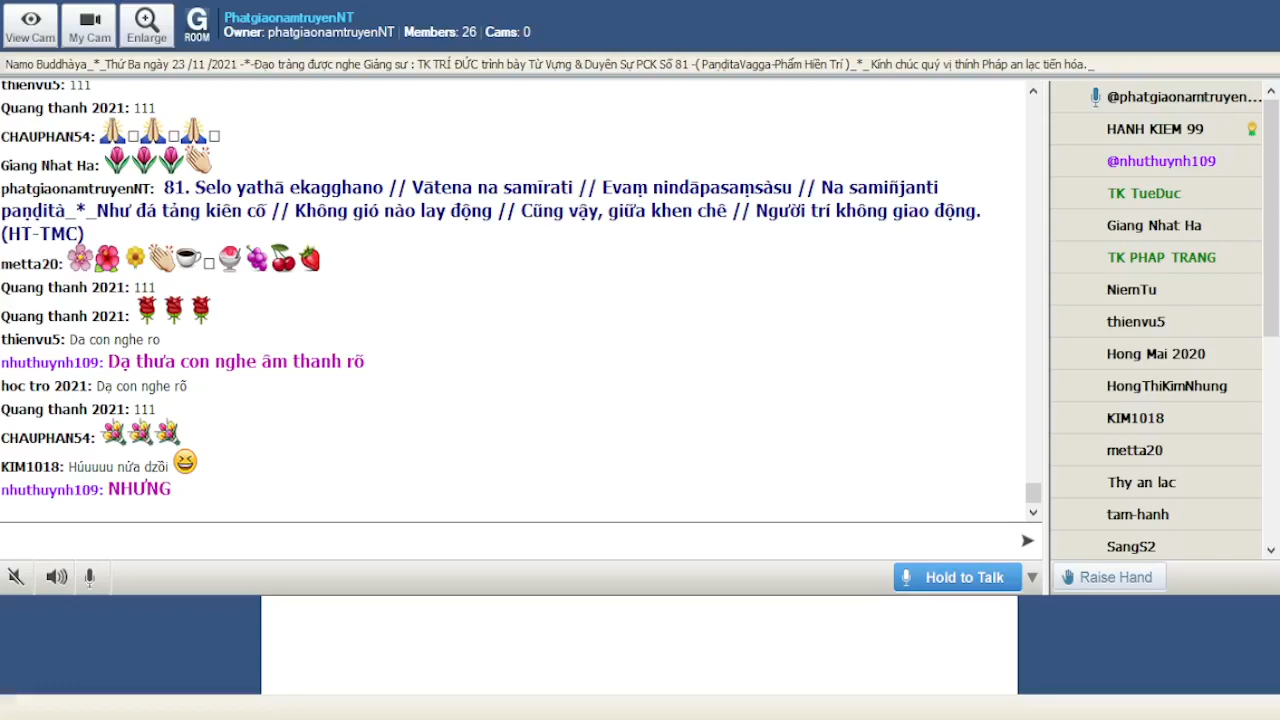 View Cam
My Cam
Enlarge
G
ROOM
PhatgiaonamtruyenNT
Owner: phatgiaonamtruyenNT | Members: 26 | Cams: 0
Namo Buddhàya_*_Thứ Ba ngày 23 /11 /2021 -*-Đạo tràng được nghe Giảng sư : TK TRÍ ĐỨC trình bày Từ Vựng & Duyên Sự PCK Số 81 -( PaṇḍitaVagga-Phẩm Hiền Trí )_*_ Kính chúc quý vị thính Pháp an lạc tiến hóa._
thienvu5: 111
Quang thanh 2021: 111
CHAUPHAN54: 🙏🏻□🙏🏻□🙏🏻□
Giang Nhat Ha: 🌷🌷🌷👏🏻
phatgiaonamtruyenNT: 81. Selo yathā ekagghano // Vātena na samīrati // Evaṃ nindāpasaṃsàsu // Na samiñjanti
paṇḍità_*_Như đá tảng kiên cố // Không gió nào lay động // Cũng vậy, giữa khen chê // Người trí không giao động.
(HT-TMC)
metta20: 🌸🌺🌻👏🏻☕□🍨🍇🍒🍓
Quang thanh 2021: 111
Quang thanh 2021: 🌹🌹🌹
thienvu5: Da con nghe ro
nhuthuynh109: Dạ thưa con nghe âm thanh rõ
hoc tro 2021: Dạ con nghe rõ
Quang thanh 2021: 111
CHAUPHAN54: 💐💐💐
KIM1018: Húuuuu nửa dzồi 😆
nhuthuynh109: NHƯNG
@phatgiaonamtruyen...
HANH KIEM 99
@nhuthuynh109
TK TueDuc
Giang Nhat Ha
TK PHAP TRANG
NiemTu
thienvu5
Hong Mai 2020
HongThiKimNhung
KIM1018
metta20
Thy an lac
tam-hanh
SangS2
Hold to Talk
Raise Hand